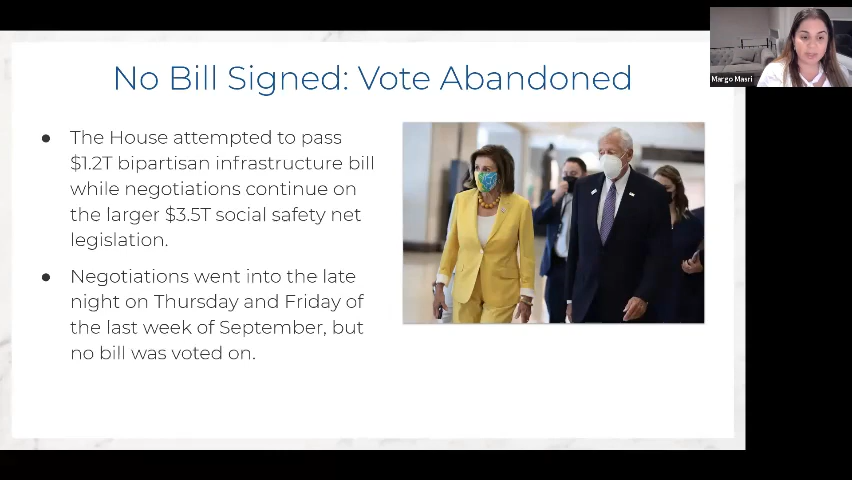 No Bill Signed: Vote Abandoned
● The House attempted to pass
$1.2T bipartisan infrastructure bill
while negotiations continue on
the larger $3.5T social safety net
legislation.
● Negotiations went into the late
night on Thursday and Friday of
the last week of September, but
no bill was voted on.
Margo Masri